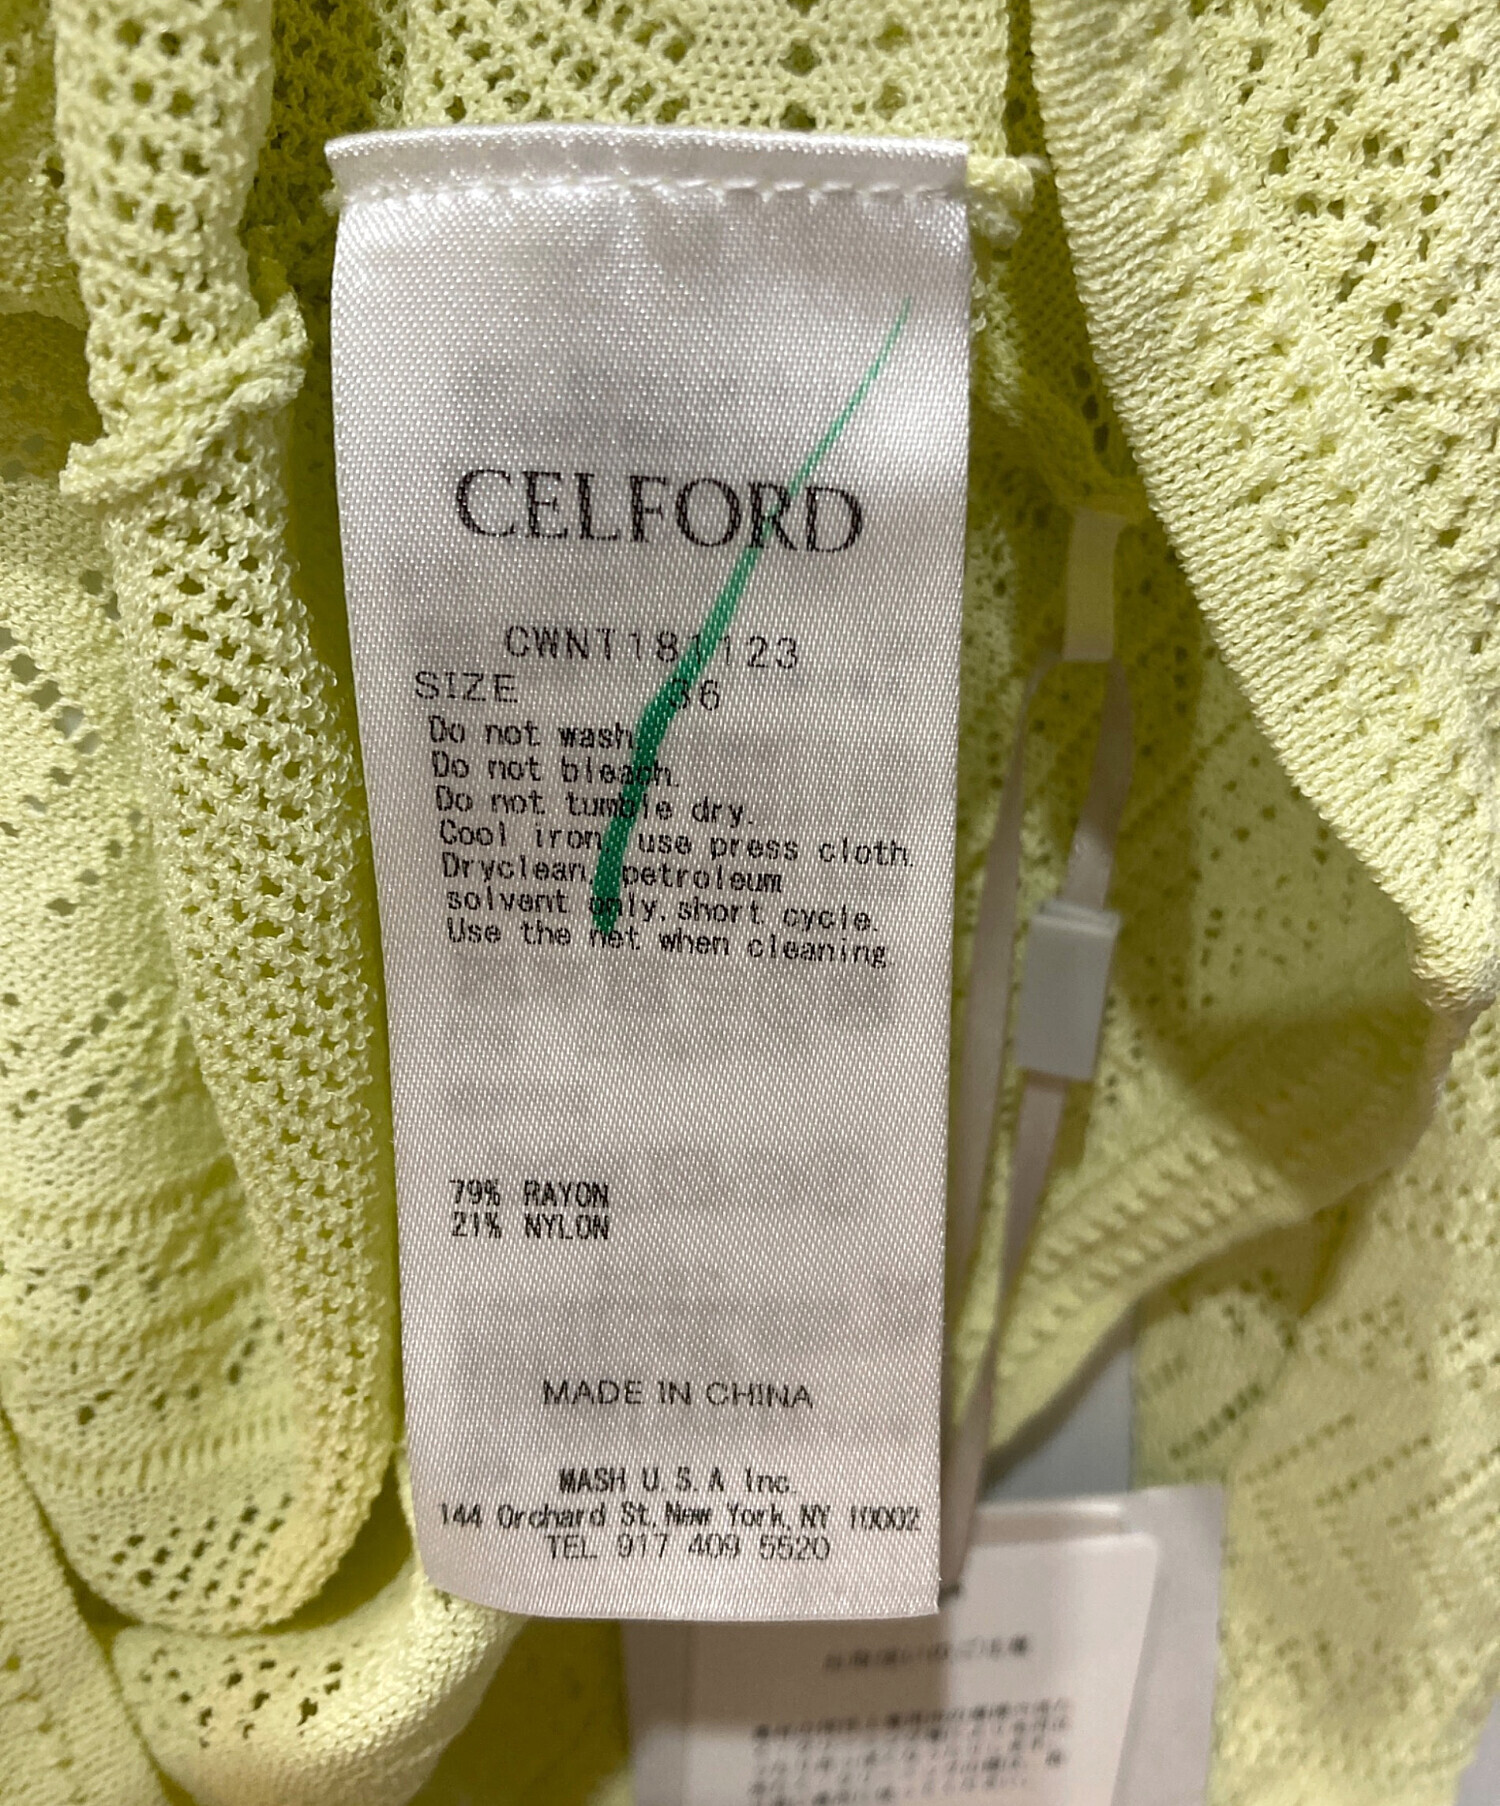 CELFORD
CWNT181123
SIZE 36
Do not wash.
Do not bleach.
Do not tumble dry.
Cool iron, use press cloth.
Dryclean, petroleum
solvent only, short cycle.
Use the net when cleaning.
79% RAYON
21% NYLON
MADE IN CHINA
MASH U.S.A Inc.
144 Orchard St, New York, NY 10002
TEL 917 409 5520